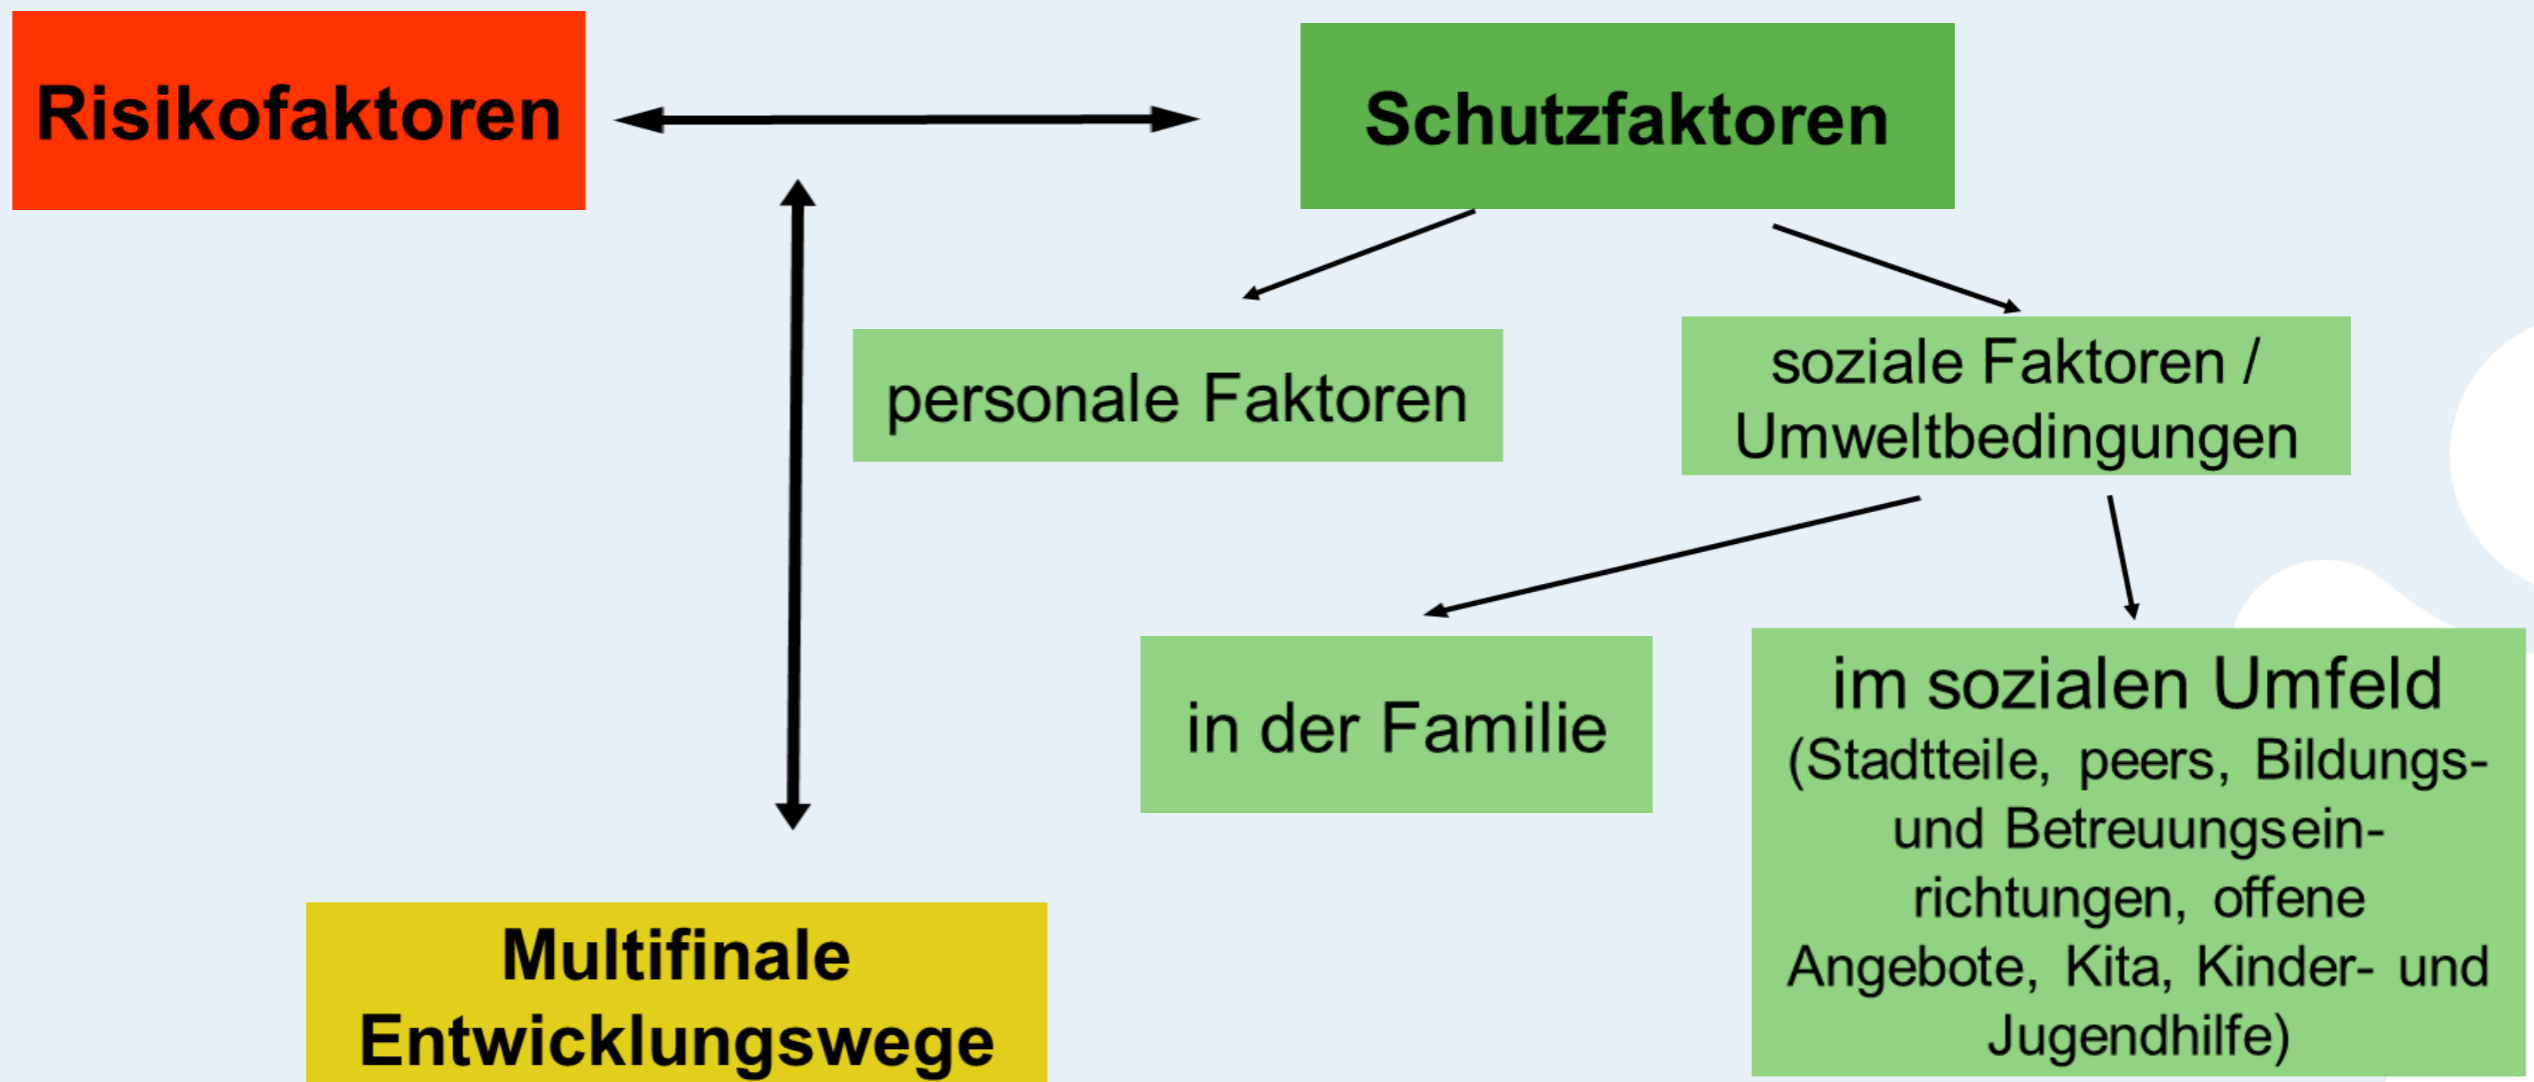 Risikofaktoren
Schutzfaktoren
personale Faktoren
soziale Faktoren /
Umweltbedingungen
in der Familie
im sozialen Umfeld
(Stadtteile, peers, Bildungs-
und Betreuungsein-
richtungen, offene
Angebote, Kita, Kinder- und
Jugendhilfe)
Multifinale
Entwicklungswege